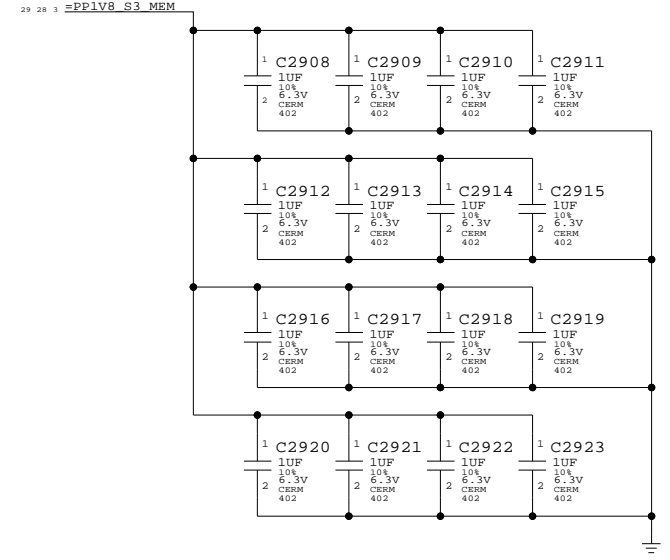 29 28 3 =PP1V8_S3_MEM
1 C2908 1 C2909 1 C2910 1 C2911
1UF 1UF 1UF 1UF
10% 10% 10% 10%
2 6.3V 2 6.3V 2 6.3V 2 6.3V
CERM CERM CERM CERM
402 402 402 402
1 C2912 1 C2913 1 C2914 1 C2915
1UF 1UF 1UF 1UF
10% 10% 10% 10%
2 6.3V 2 6.3V 2 6.3V 2 6.3V
CERM CERM CERM CERM
402 402 402 402
1 C2916 1 C2917 1 C2918 1 C2919
1UF 1UF 1UF 1UF
10% 10% 10% 10%
2 6.3V 2 6.3V 2 6.3V 2 6.3V
CERM CERM CERM CERM
402 402 402 402
1 C2920 1 C2921 1 C2922 1 C2923
1UF 1UF 1UF 1UF
10% 10% 10% 10%
2 6.3V 2 6.3V 2 6.3V 2 6.3V
CERM CERM CERM CERM
402 402 402 402